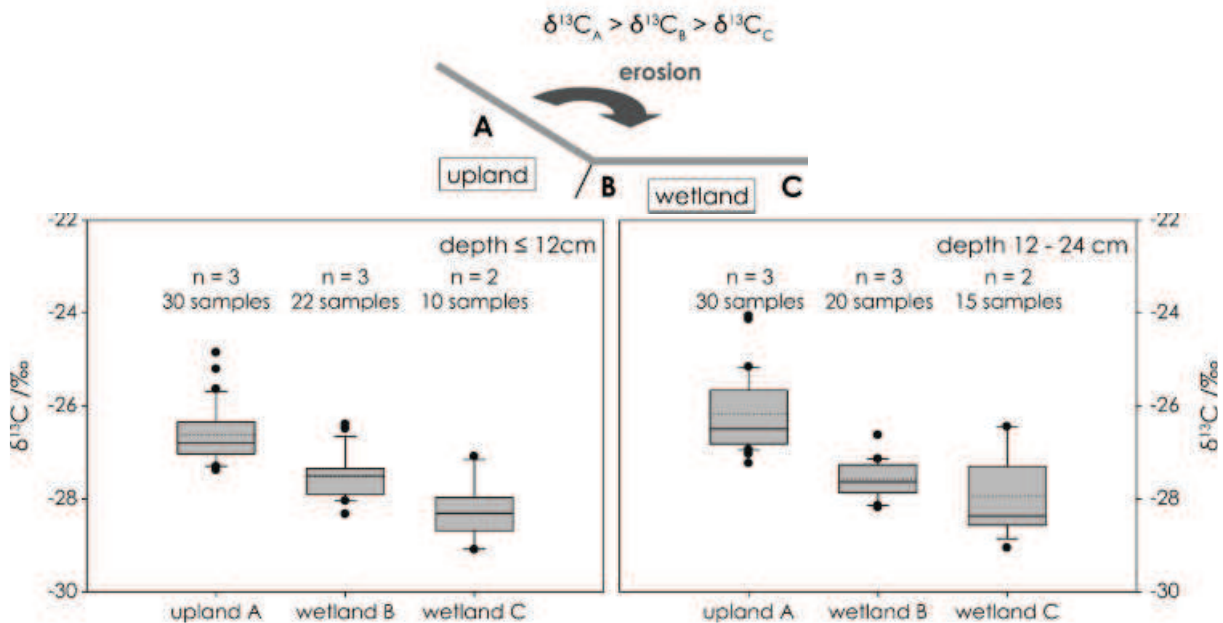 δ¹³C_A > δ¹³C_B > δ¹³C_C
erosion
A
upland
B
wetland
C
-22
depth ≤ 12cm
n = 3
30 samples
n = 3
22 samples
n = 2
10 samples
-24
-26
-28
-30
δ¹³C /‰
upland A
wetland B
wetland C
depth 12 - 24 cm
n = 3
30 samples
n = 3
20 samples
n = 2
15 samples
-22
-24
-26
-28
-30
δ¹³C /‰
upland A
wetland B
wetland C